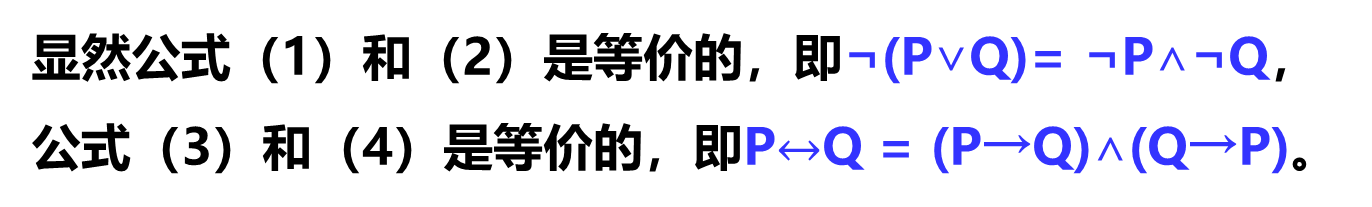 显然公式（1）和（2）是等价的，即¬(P∨Q)= ¬P∧¬Q，
公式（3）和（4）是等价的，即P↔Q = (P→Q)∧(Q→P)。